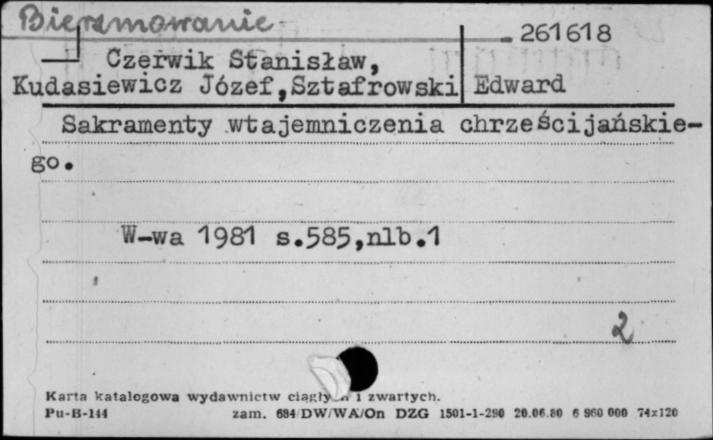 Bierzmowanie
261618
Czerwik Stanisław,
Kudasiewicz Józef,Sztafrowski Edward
Sakramenty wtajemniczenia chrześcijańskie-
go.
W-wa 1981 s.585,nlb.1
2
Karta katalogowa wydawnictw ciągłych i zwartych.
Pu-B-144 zam. 684/DW/WA/On DZG 1501-1-290 20.06.80 6 960 000 74x120